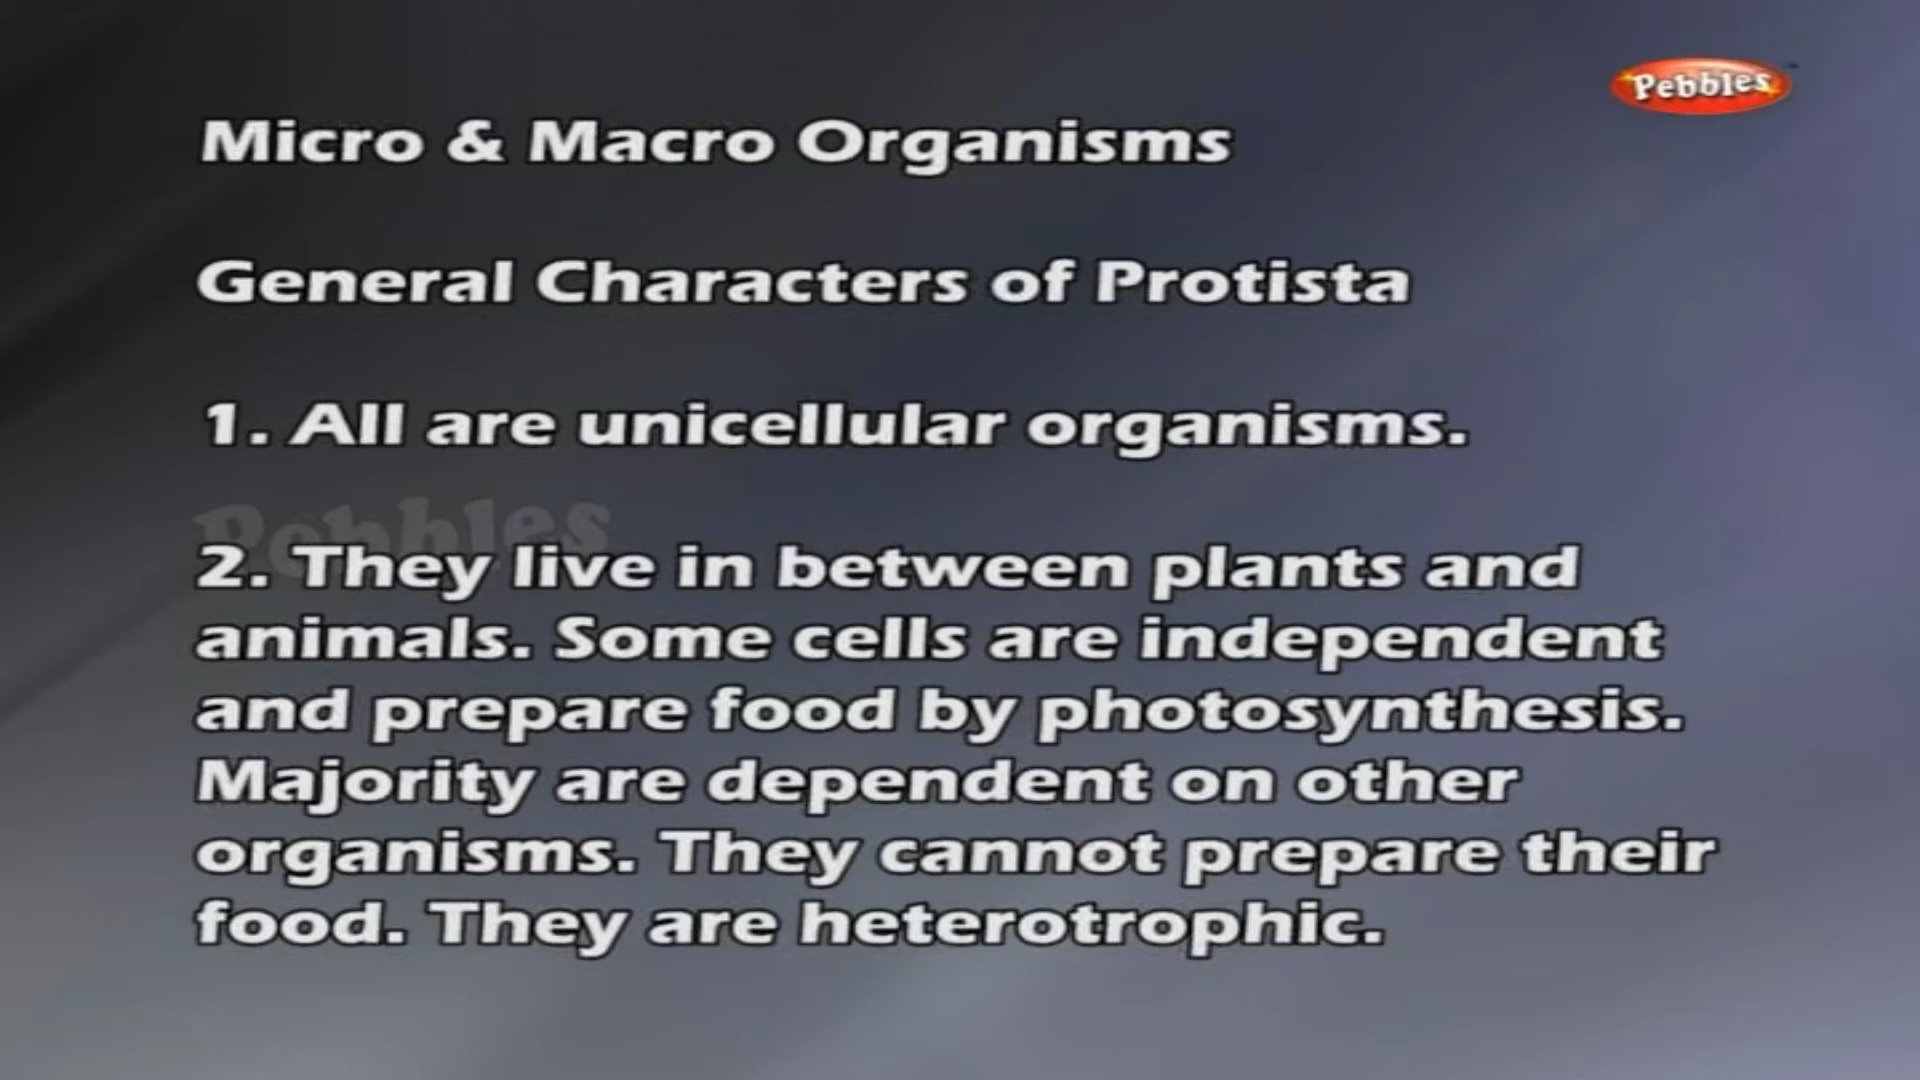 Pebbles
Micro & Macro Organisms
General Characters of Protista
1. All are unicellular organisms.
Pebbles
2. They live in between plants and
animals. Some cells are independent
and prepare food by photosynthesis.
Majority are dependent on other
organisms. They cannot prepare their
food. They are heterotrophic.